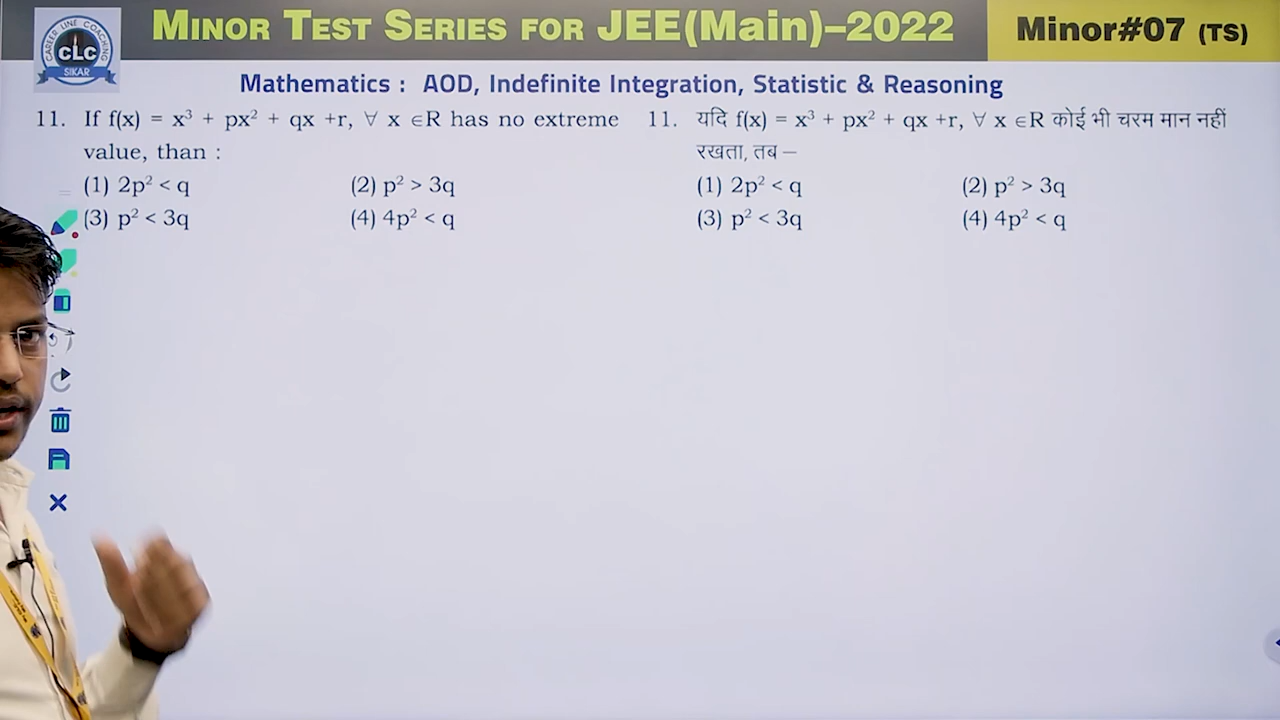 CAREER LINE COACHING
CLC
SIKAR
MINOR TEST SERIES FOR JEE(MAIN)–2022
Minor#07 (TS)
Mathematics : AOD, Indefinite Integration, Statistic & Reasoning
11. If f(x) = x³ + px² + qx +r, ∀ x ∈R has no extreme
value, than :
(1) 2p² < q (2) p² > 3q
(3) p² < 3q (4) 4p² < q
11. यदि f(x) = x³ + px² + qx +r, ∀ x ∈R कोई भी चरम मान नहीं
रखता, तब –
(1) 2p² < q (2) p² > 3q
(3) p² < 3q (4) 4p² < q